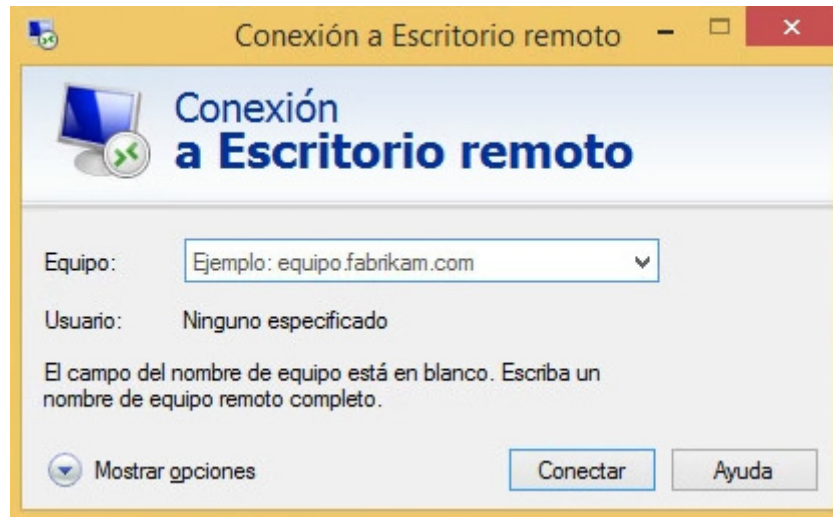 Conexión a Escritorio remoto
Conexión
a Escritorio remoto
Equipo: Ejemplo: equipo.fabrikam.com
Usuario: Ninguno especificado
El campo del nombre de equipo está en blanco. Escriba un
nombre de equipo remoto completo.
Mostrar opciones Conectar Ayuda